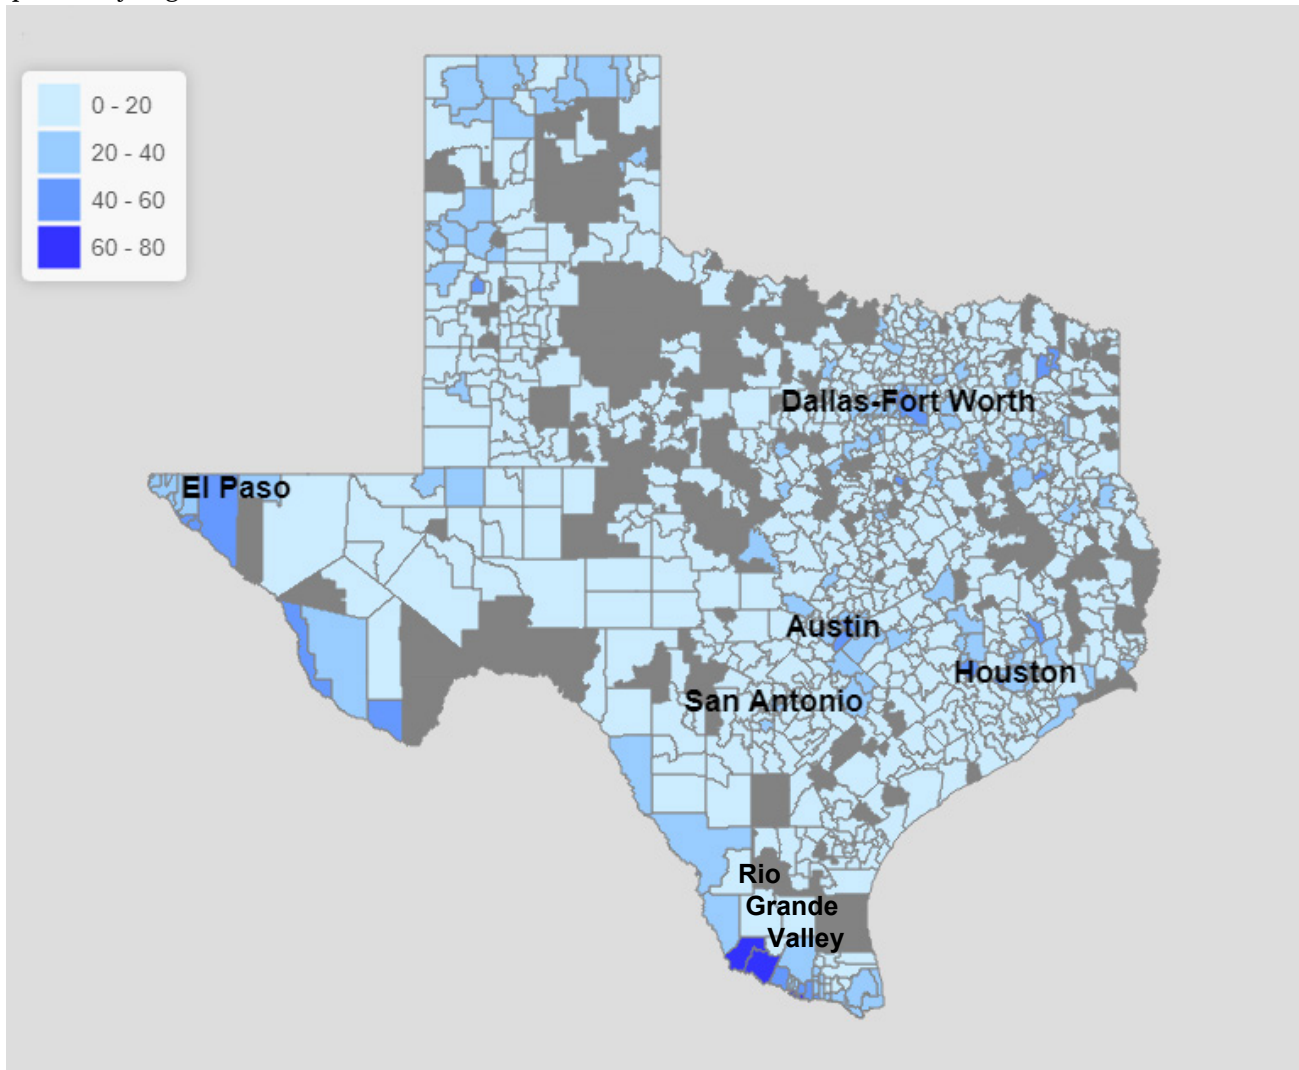 0 - 20
20 - 40
40 - 60
60 - 80
Dallas-Fort Worth
El Paso
Austin
Houston
San Antonio
Rio
Grande
Valley